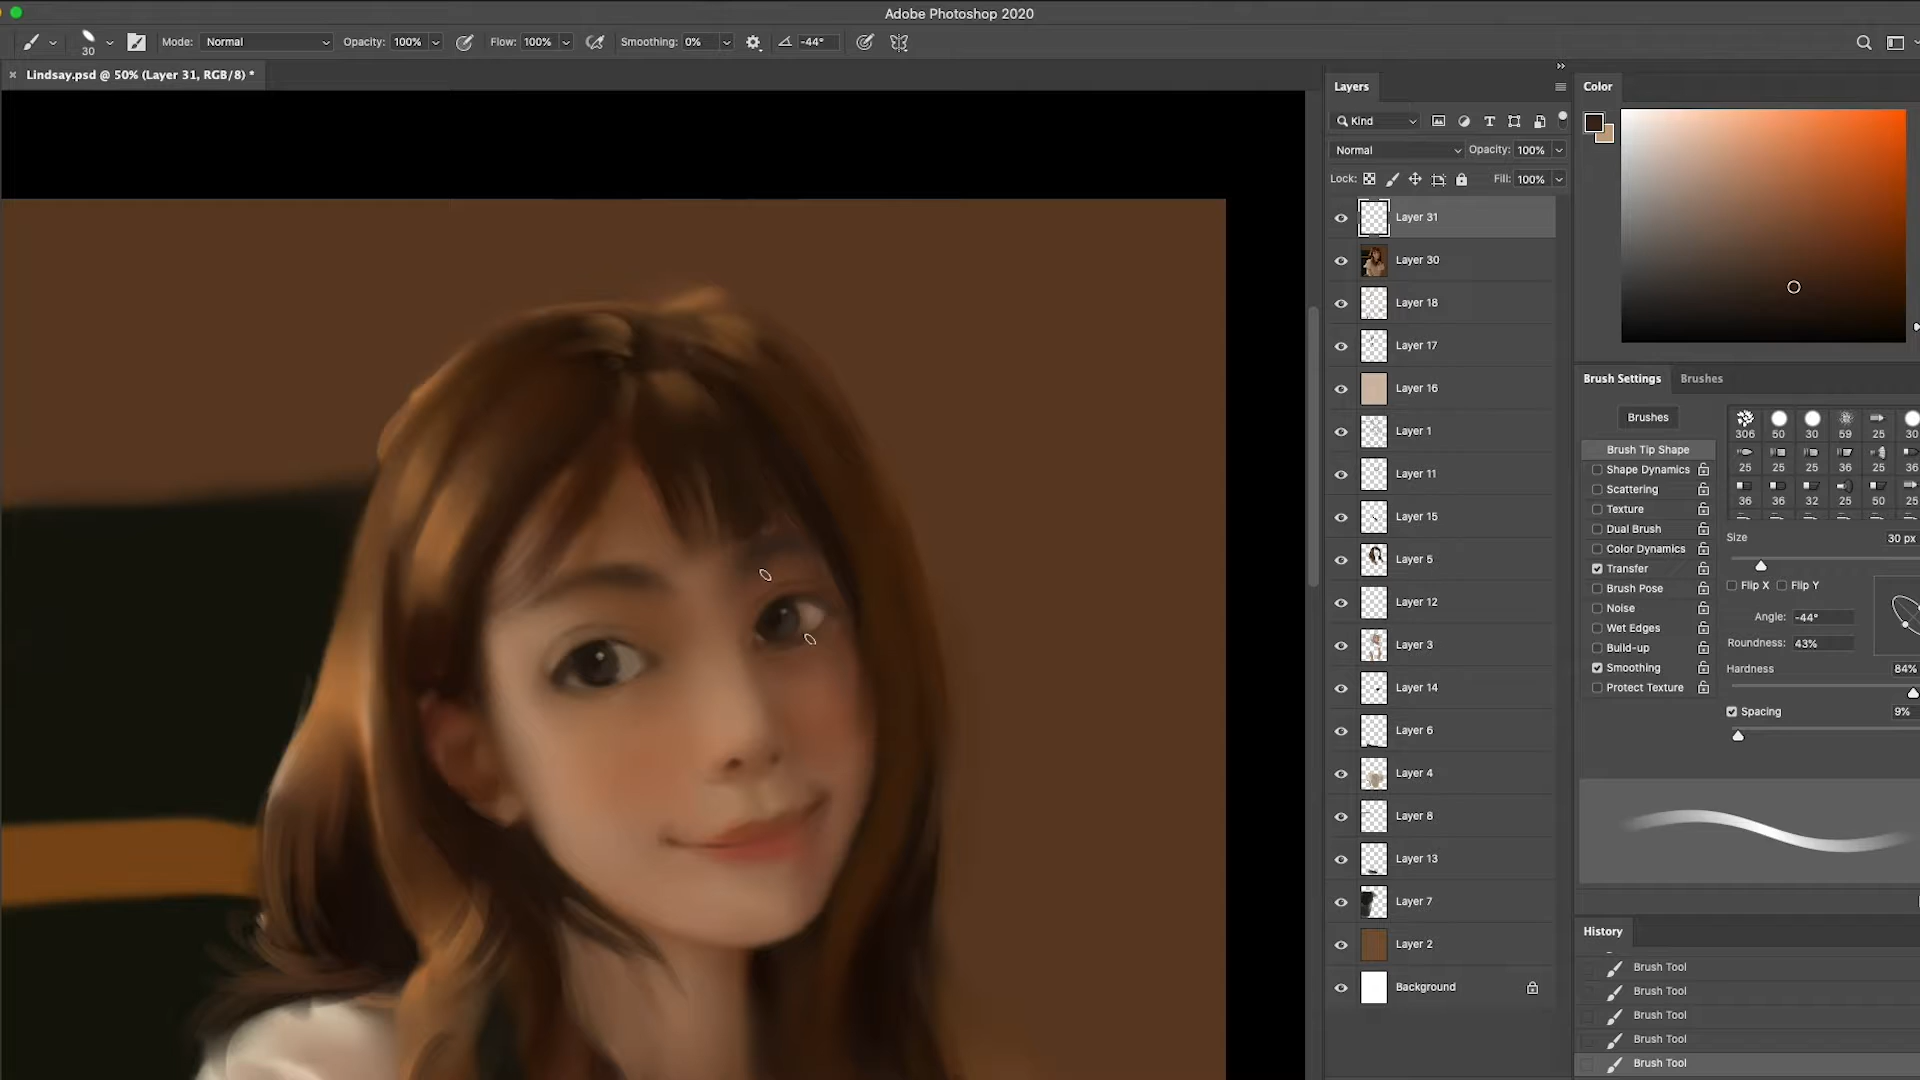 Adobe Photoshop 2020
30
Mode: Normal
Opacity: 100%
Flow: 100%
Smoothing: 0%
-44°
× Lindsay.psd @ 50% (Layer 31, RGB/8) *
Layers
Kind
Normal
Opacity: 100%
Lock:
Fill: 100%
Layer 31
Layer 30
Layer 18
Layer 17
Layer 16
Layer 1
Layer 11
Layer 15
Layer 5
Layer 12
Layer 3
Layer 14
Layer 6
Layer 4
Layer 8
Layer 13
Layer 7
Layer 2
Background
Color
Brush Settings
Brushes
Brushes
Brush Tip Shape
Shape Dynamics
Scattering
Texture
Dual Brush
Color Dynamics
Transfer
Brush Pose
Noise
Wet Edges
Build-up
Smoothing
Protect Texture
306 50 30 59 25 30
25 25 25 36 25 36
36 36 32 25 50 25
Size 30 px
Flip X Flip Y
Angle: -44°
Roundness: 43%
Hardness 84%
Spacing 9%
History
Brush Tool
Brush Tool
Brush Tool
Brush Tool
Brush Tool